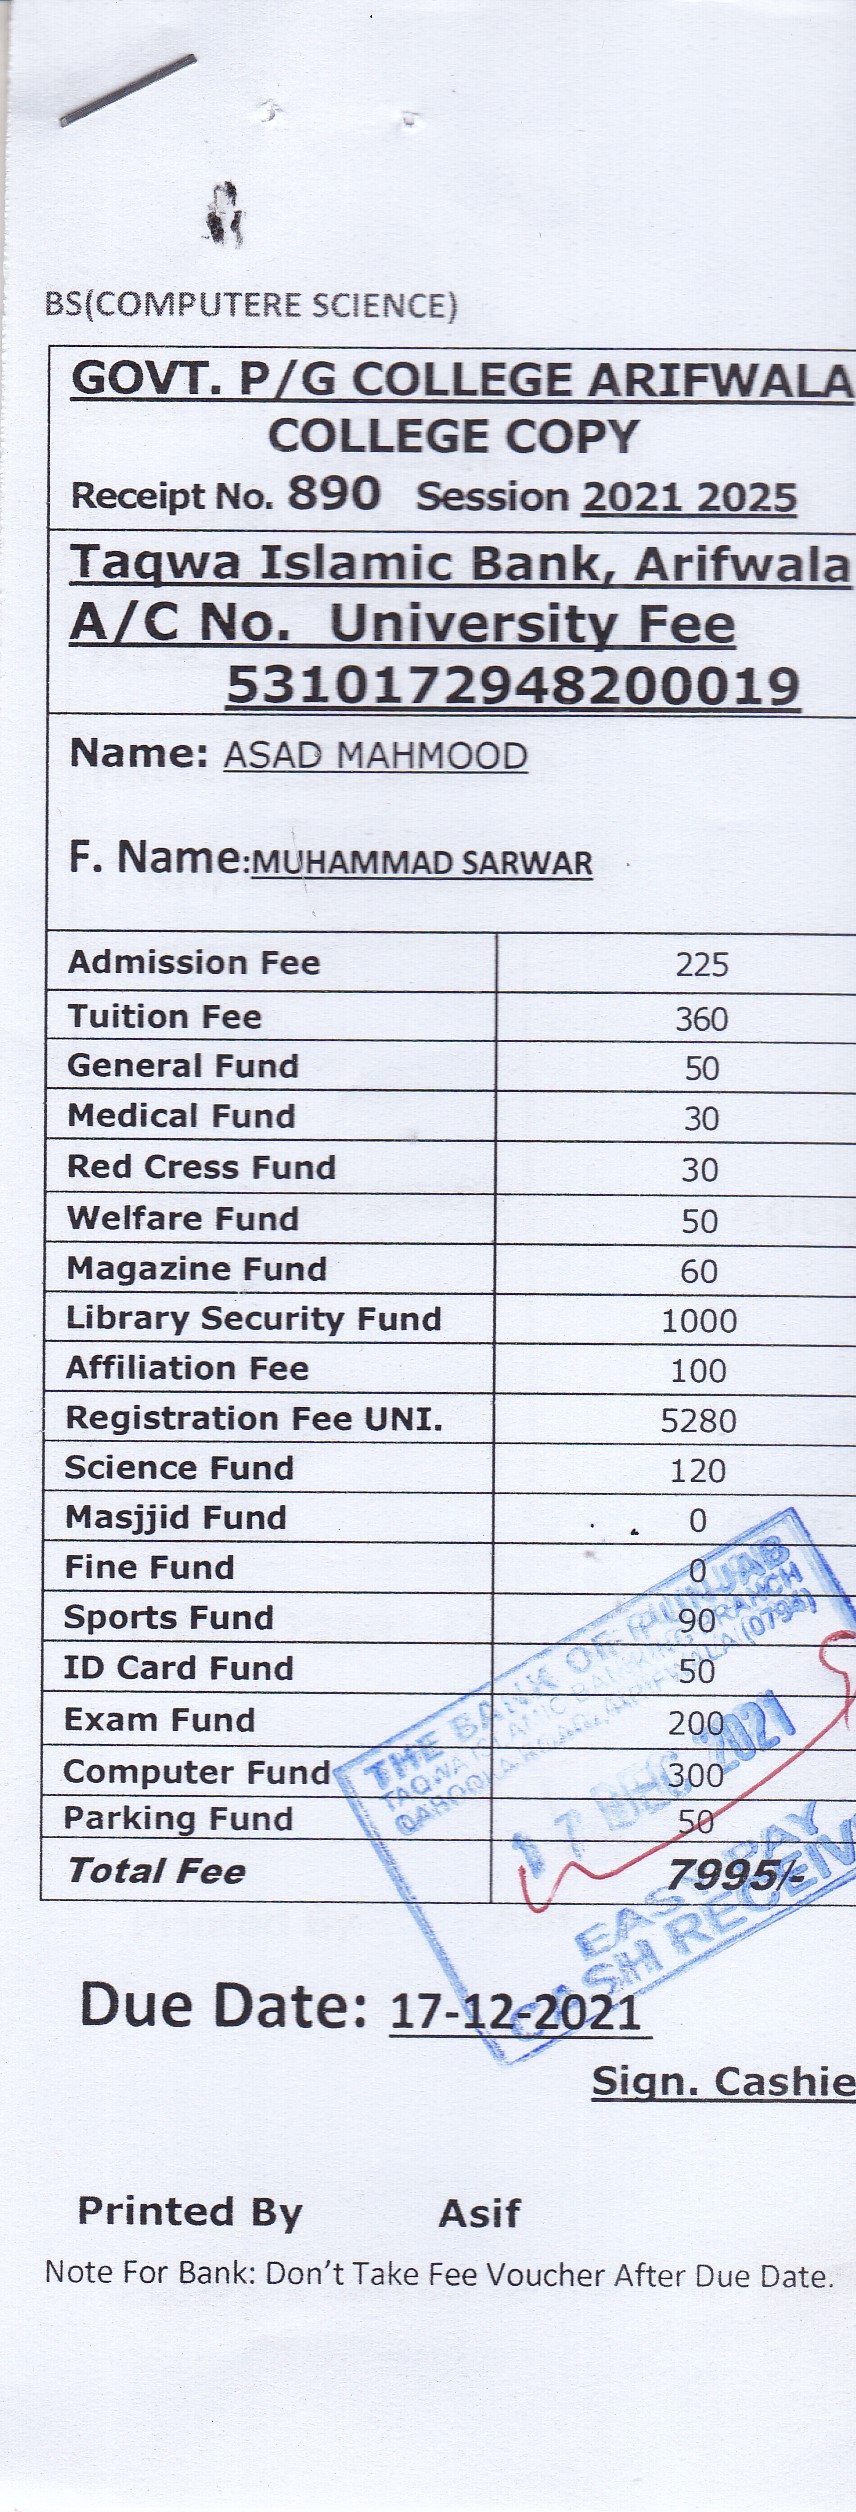 BS(COMPUTERE SCIENCE)
GOVT. P/G COLLEGE ARIFWALA
COLLEGE COPY
Receipt No. 890 Session 2021 2025
Taqwa Islamic Bank, Arifwala
A/C No. University Fee
5310172948200019
Name: ASAD MAHMOOD
F. Name:MUHAMMAD SARWAR
Admission Fee 225
Tuition Fee 360
General Fund 50
Medical Fund 30
Red Cress Fund 30
Welfare Fund 50
Magazine Fund 60
Library Security Fund 1000
Affiliation Fee 100
Registration Fee UNI. 5280
Science Fund 120
Masjjid Fund 0
Fine Fund 0
Sports Fund 90
ID Card Fund 50
Exam Fund 200
Computer Fund 300
Parking Fund 50
Total Fee 7995/-
THE BANK OF PUNJAB
TAQWA ISLAMIC BANKING BRANCH
ROAD, ARIFWALA (0794)
17 DEC 2021
EASY PAY
CASH RECEIV
Due Date: 17-12-2021
Sign. Cashie
Printed By Asif
Note For Bank: Don't Take Fee Voucher After Due Date.